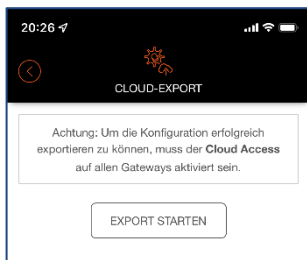 20:26
CLOUD-EXPORT
Achtung: Um die Konfiguration erfolgreich
exportieren zu können, muss der Cloud Access
auf allen Gateways aktiviert sein.
EXPORT STARTEN